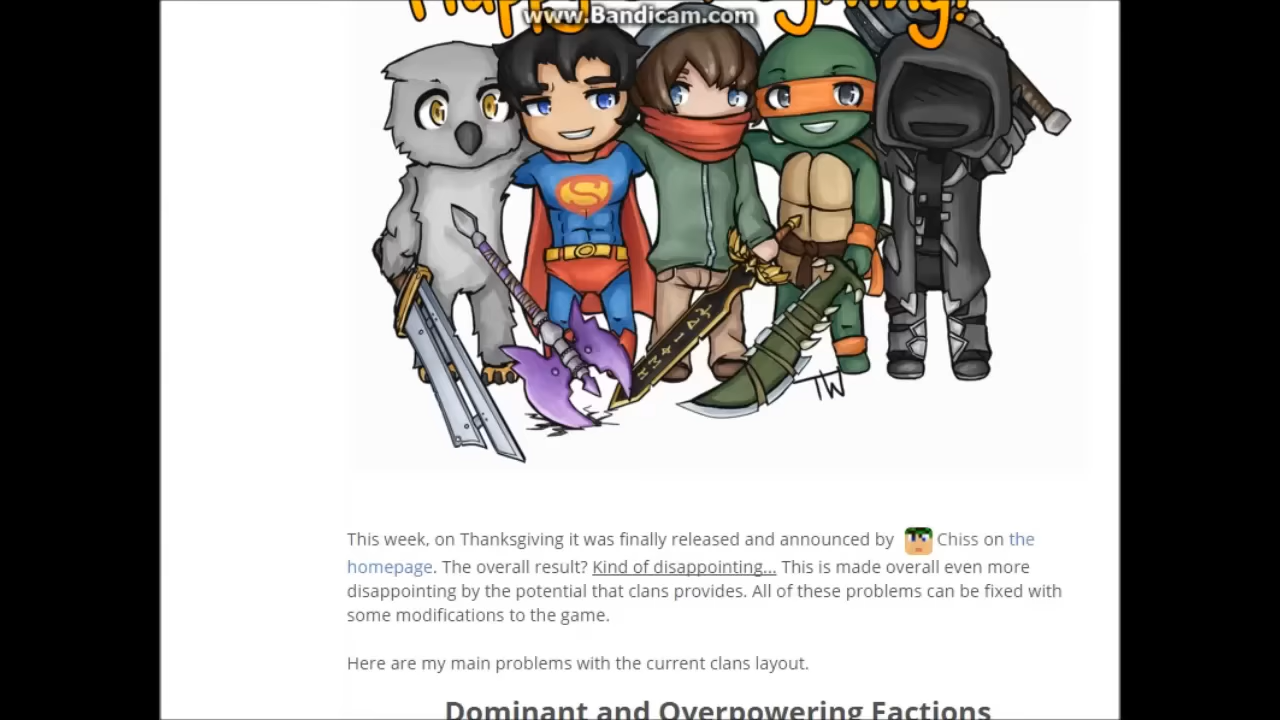 www.Bandicam.com
S
TW
This week, on Thanksgiving it was finally released and announced by Chiss on the
homepage. The overall result? Kind of disappointing... This is made overall even more
disappointing by the potential that clans provides. All of these problems can be fixed with
some modifications to the game.
Here are my main problems with the current clans layout.
Dominant and Overpowering Factions